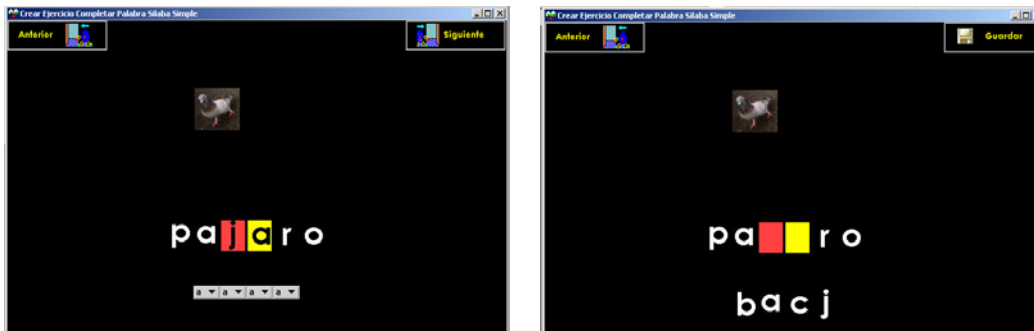 Crear Ejercicio Completar Palabra Silaba Simple
Anterior
Siguiente
pajaro
a a a a
Crear Ejercicio Completar Palabra Silaba Simple
Anterior
Guardar
pa ro
b a c j